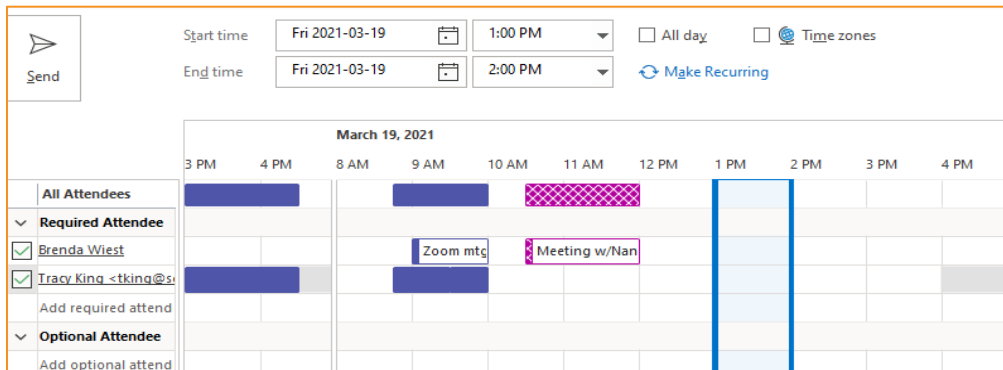 Start time Fri 2021-03-19 1:00 PM All day Time zones
Send
End time Fri 2021-03-19 2:00 PM Make Recurring
March 19, 2021
3 PM 4 PM 8 AM 9 AM 10 AM 11 AM 12 PM 1 PM 2 PM 3 PM 4 PM
All Attendees
Required Attendee
Brenda Wiest Zoom mtg Meeting w/Nan
Tracy King <tking@s
Add required attend
Optional Attendee
Add optional attend